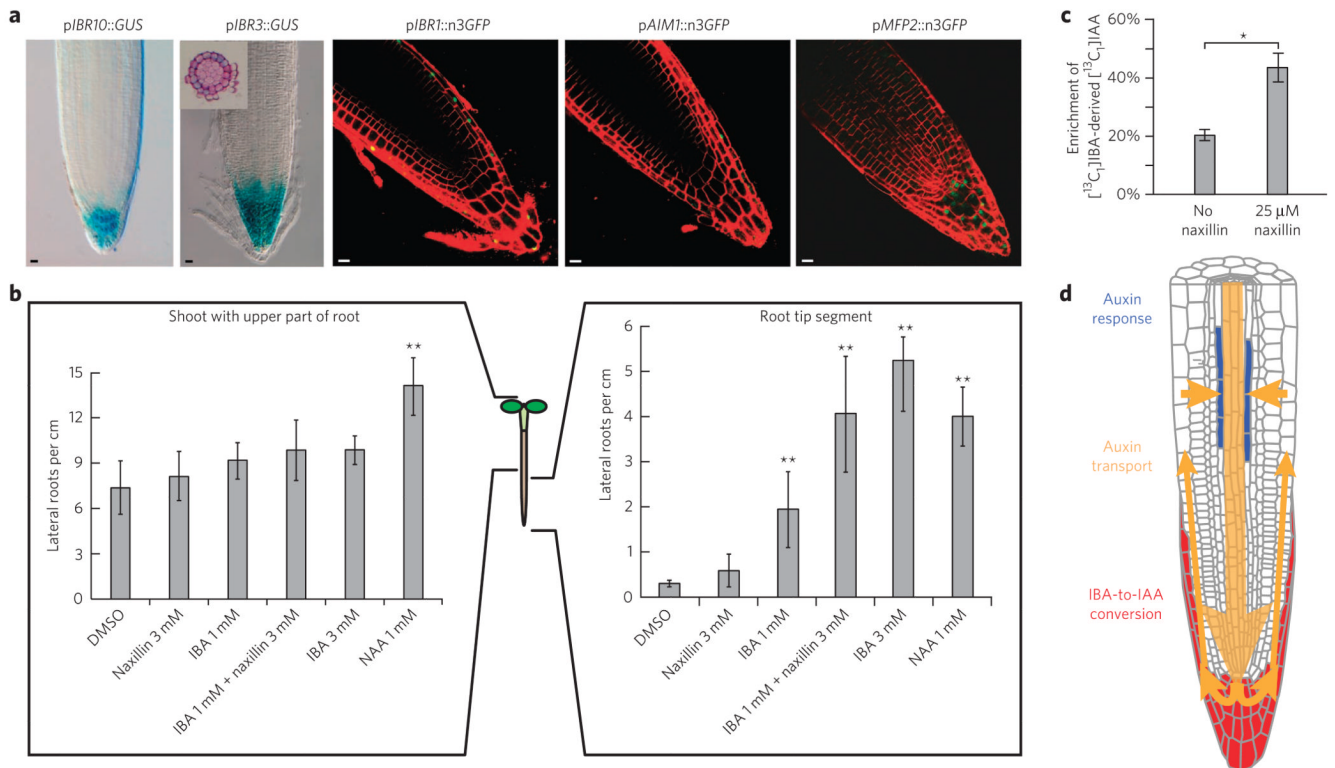 a
pIBR10::GUS
pIBR3::GUS
pIBR1::n3GFP
pAIM1::n3GFP
pMFP2::n3GFP
b
Shoot with upper part of root
Lateral roots per cm
15
12
9
6
3
0
**
DMSO
Naxillin 3 mM
IBA 1 mM
IBA 1 mM + naxillin 3 mM
IBA 3 mM
NAA 1 mM
Root tip segment
Lateral roots per cm
6
5
4
3
2
1
0
**
**
**
**
DMSO
Naxillin 3 mM
IBA 1 mM
IBA 1 mM + naxillin 3 mM
IBA 3 mM
NAA 1 mM
c
Enrichment of
[¹³C₁]IBA-derived [¹³C₁]IAA
60%
40%
20%
0%
*
No
naxillin
25 μM
naxillin
d
Auxin
response
Auxin
transport
IBA-to-IAA
conversion